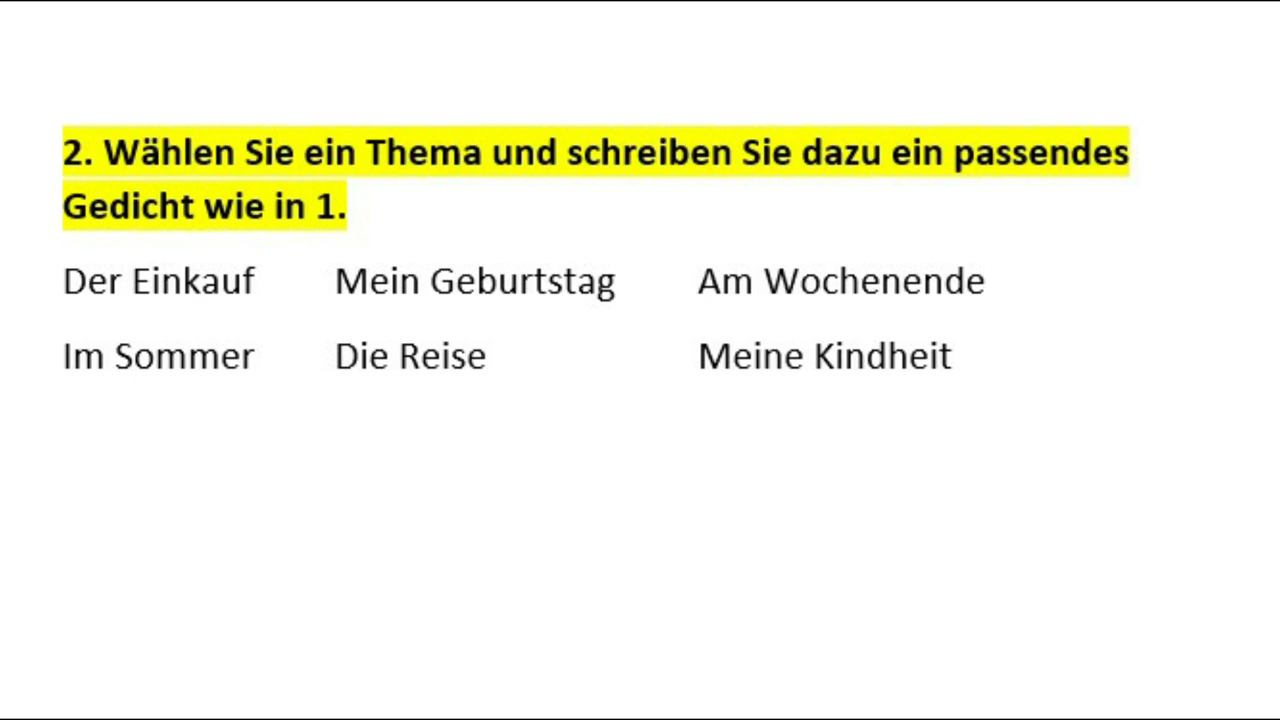 2. Wählen Sie ein Thema und schreiben Sie dazu ein passendes
Gedicht wie in 1.
Der Einkauf Mein Geburtstag Am Wochenende
Im Sommer Die Reise Meine Kindheit